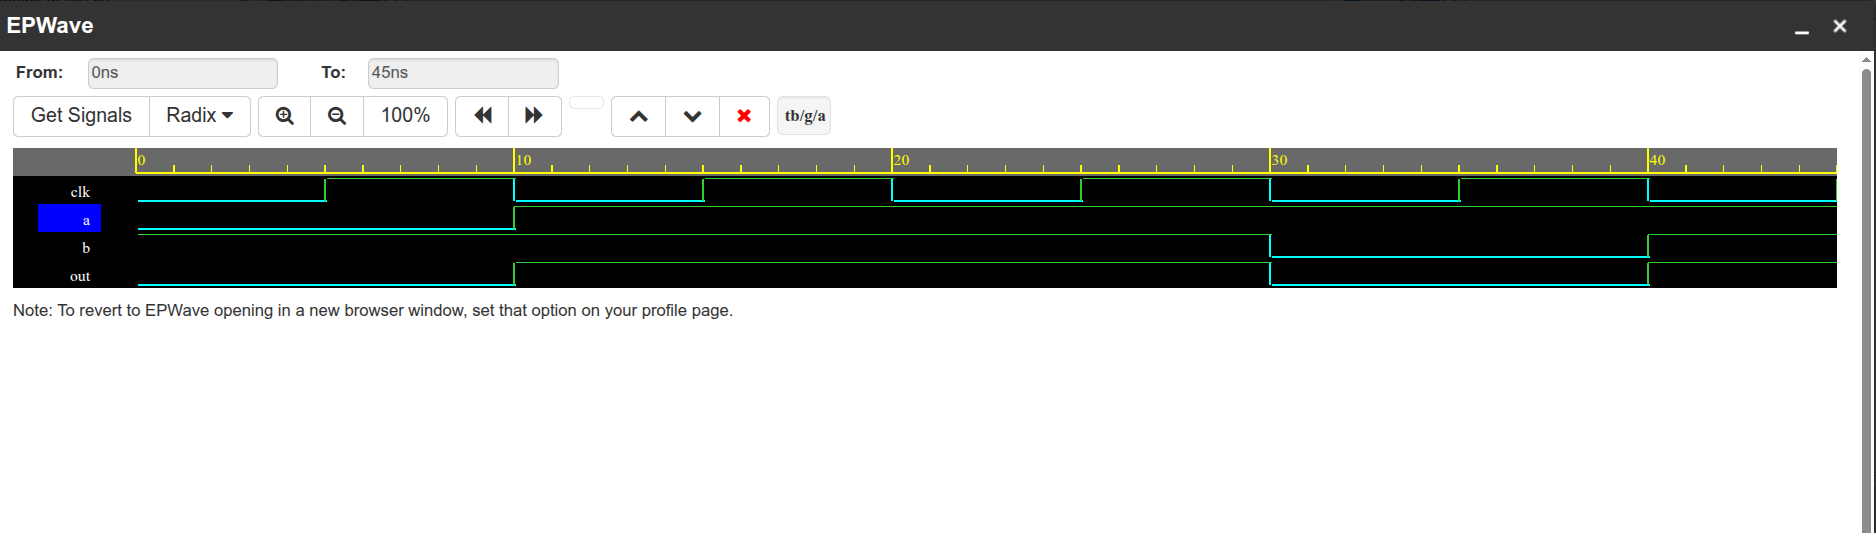 EPWave
From: 0ns To: 45ns
Get Signals Radix 100% tb/g/a
0 10 20 30 40
clk
a
b
out
Note: To revert to EPWave opening in a new browser window, set that option on your profile page.